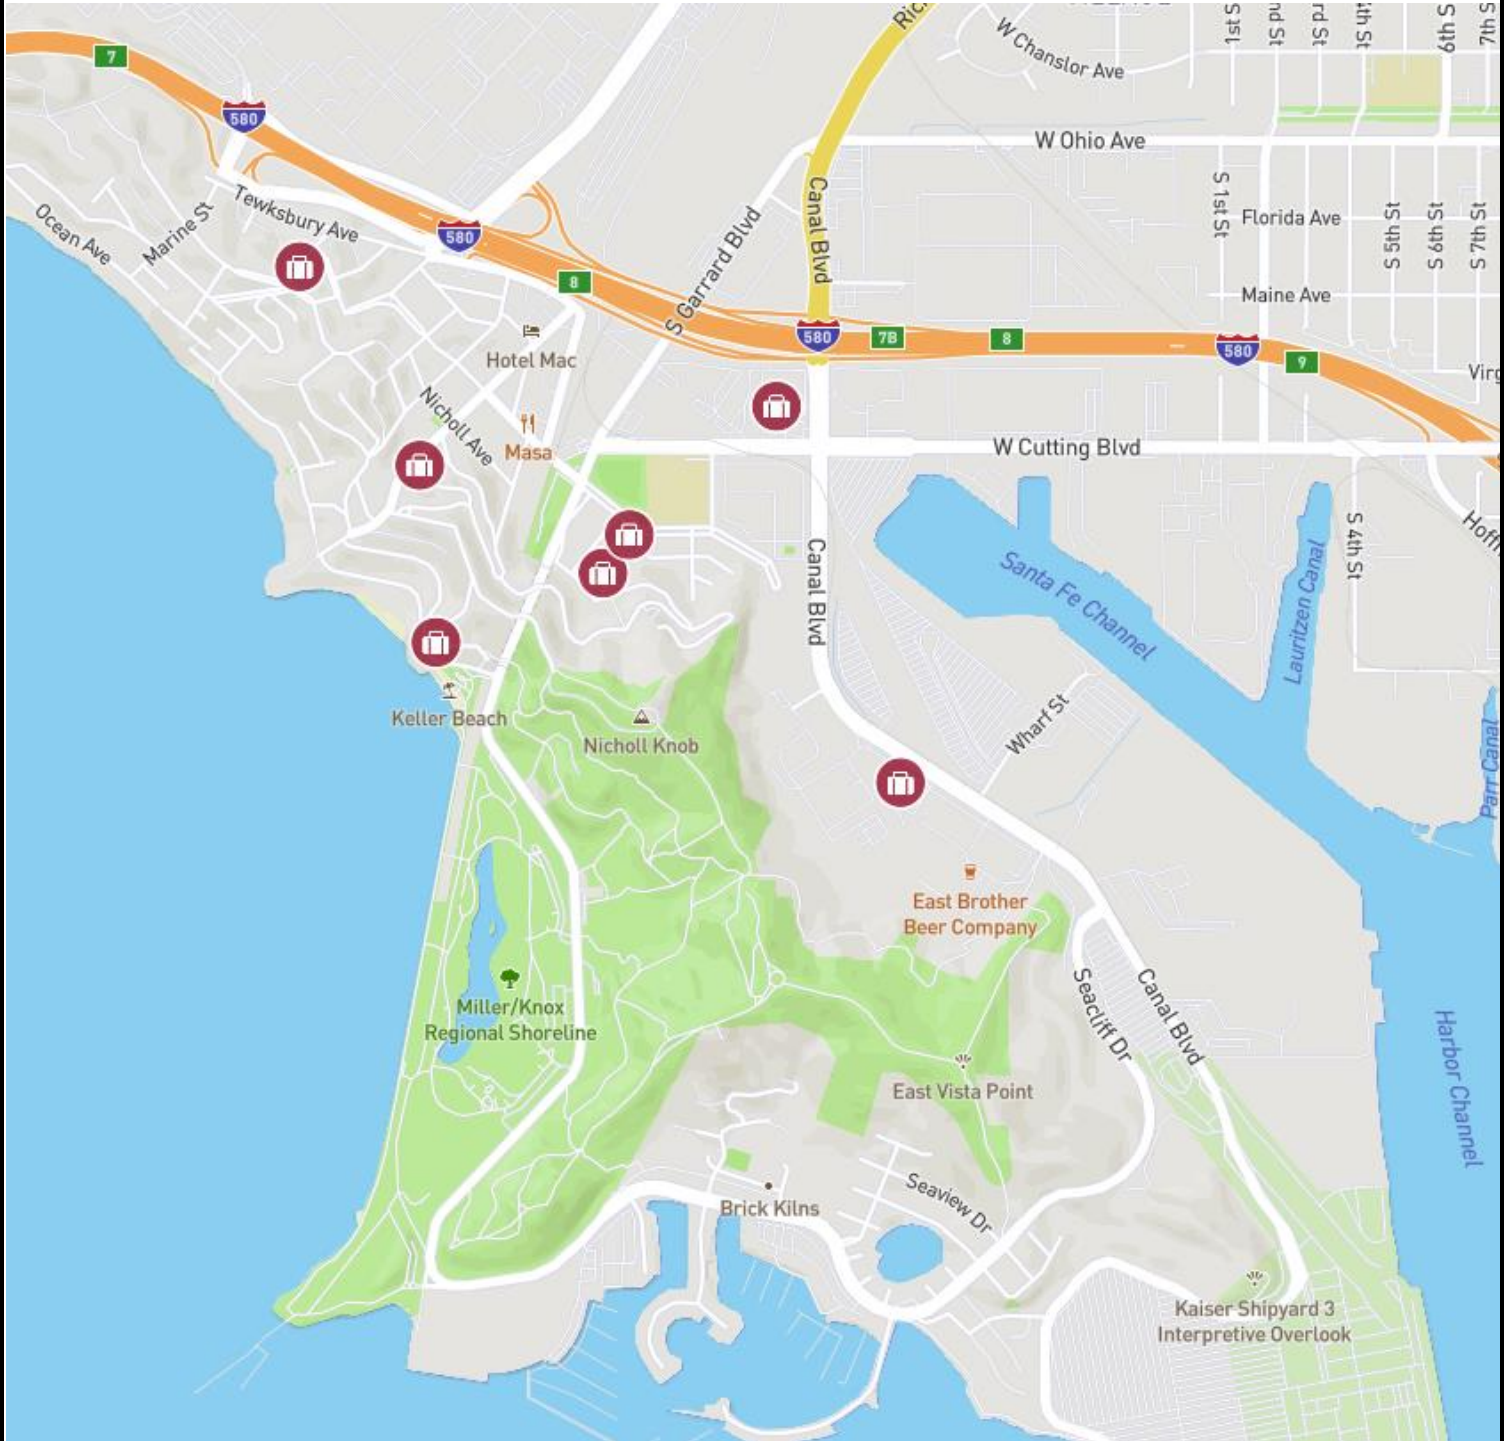 7
580
Ocean Ave
Marine St
Tewksbury Ave
580
8
Hotel Mac
Nicholl Ave
Masa
S Garrard Blvd
Canal Blvd
W Chanslor Ave
1st S
6th S
7th S
W Ohio Ave
S 1st St
Florida Ave
S 5th St
S 6th St
S 7th St
Maine Ave
580
7B
8
580
9
W Cutting Blvd
Canal Blvd
Santa Fe Channel
Lauritzen Canal
S 4th St
Keller Beach
Nicholl Knob
Wharf St
Parr Canal
East Brother
Beer Company
Miller/Knox
Regional Shoreline
Seacliff Dr
Canal Blvd
Harbor Channel
East Vista Point
Brick Kilns
Seaview Dr
Kaiser Shipyard 3
Interpretive Overlook